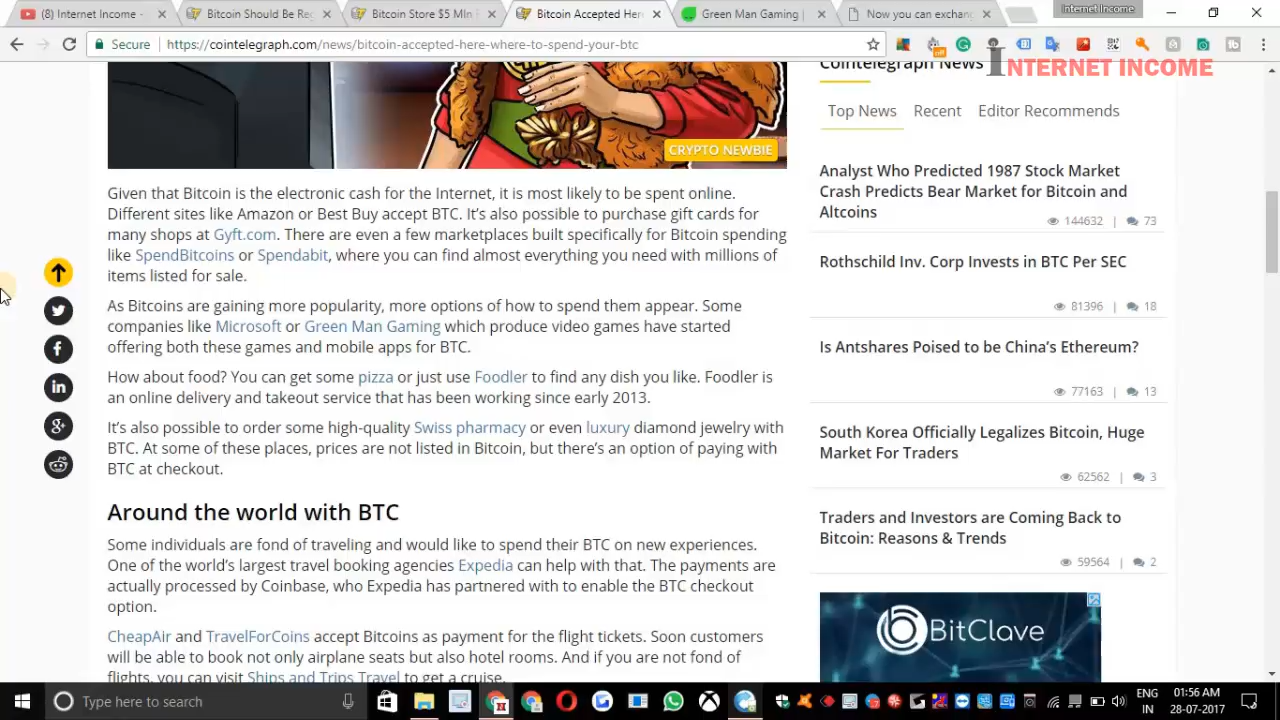 Internet Income
(8) Internet Income -
Bitcoin Should Be Reg
Bitcoin Store $5 Mln
Bitcoin Accepted Her
Green Man Gaming |
Now you can exchan
Secure
https://cointelegraph.com/news/bitcoin-accepted-here-where-to-spend-your-btc
INTERNET INCOME
CRYPTO NEWBIE
Given that Bitcoin is the electronic cash for the Internet, it is most likely to be spent online.
Different sites like Amazon or Best Buy accept BTC. It's also possible to purchase gift cards for
many shops at Gyft.com. There are even a few marketplaces built specifically for Bitcoin spending
like SpendBitcoins or Spendabit, where you can find almost everything you need with millions of
items listed for sale.
As Bitcoins are gaining more popularity, more options of how to spend them appear. Some
companies like Microsoft or Green Man Gaming which produce video games have started
offering both these games and mobile apps for BTC.
How about food? You can get some pizza or just use Foodler to find any dish you like. Foodler is
an online delivery and takeout service that has been working since early 2013.
It's also possible to order some high-quality Swiss pharmacy or even luxury diamond jewelry with
BTC. At some of these places, prices are not listed in Bitcoin, but there's an option of paying with
BTC at checkout.
Around the world with BTC
Some individuals are fond of traveling and would like to spend their BTC on new experiences.
One of the world's largest travel booking agencies Expedia can help with that. The payments are
actually processed by Coinbase, who Expedia has partnered with to enable the BTC checkout
option.
CheapAir and TravelForCoins accept Bitcoins as payment for the flight tickets. Soon customers
will be able to book not only airplane seats but also hotel rooms. And if you are not fond of
flights, you can visit Ships and Trips Travel to get a cruise.
Cointelegraph News
Top News Recent Editor Recommends
Analyst Who Predicted 1987 Stock Market
Crash Predicts Bear Market for Bitcoin and
Altcoins
144632 | 73
Rothschild Inv. Corp Invests in BTC Per SEC
81396 | 18
Is Antshares Poised to be China's Ethereum?
77163 | 13
South Korea Officially Legalizes Bitcoin, Huge
Market For Traders
62562 | 3
Traders and Investors are Coming Back to
Bitcoin: Reasons & Trends
59564 | 2
BitClave
Type here to search
ENG
IN
01:56 AM
28-07-2017